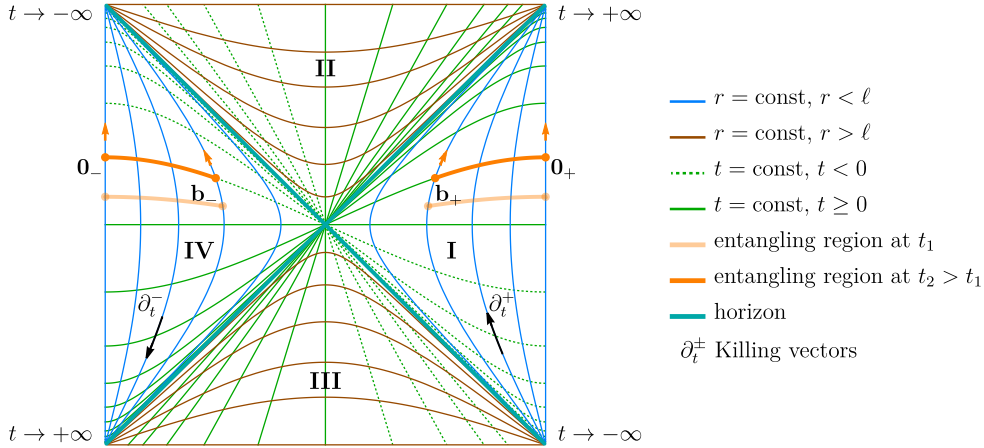 t → −∞
t → +∞
II
0₋
b₋
b₊
0₊
IV
I
∂ₜ⁻
∂ₜ⁺
III
t → +∞
t → −∞
r = const, r < ℓ
r = const, r > ℓ
t = const, t < 0
t = const, t ≥ 0
entangling region at t₁
entangling region at t₂ > t₁
horizon
∂ₜ± Killing vectors